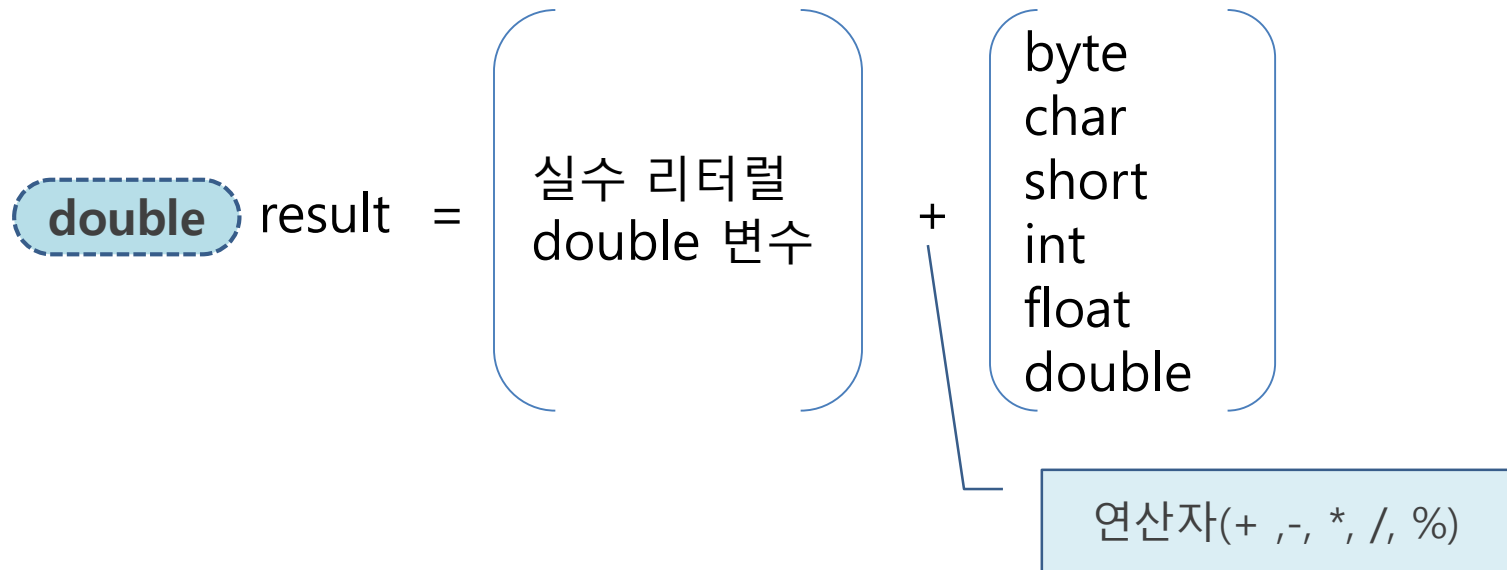 double result =
실수 리터럴
double 변수
+
byte
char
short
int
float
double
연산자(+ ,-, *, /, %)